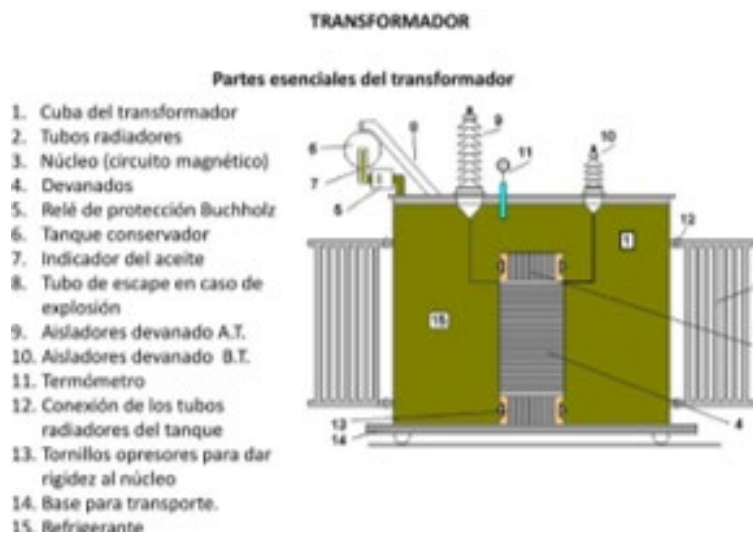 TRANSFORMADOR
Partes esenciales del transformador
1. Cuba del transformador
2. Tubos radiadores
3. Núcleo (circuito magnético)
4. Devanados
5. Relé de protección Buchholz
6. Tanque conservador
7. Indicador del aceite
8. Tubo de escape en caso de
explosión
9. Aisladores devanado A.T.
10. Aisladores devanado B.T.
11. Termómetro
12. Conexión de los tubos
radiadores del tanque
13. Tornillos opresores para dar
rigidez al núcleo
14. Base para transporte.
15. Refrigerante
9
8
10
6
11
7
5
12
1
15
13
14
4